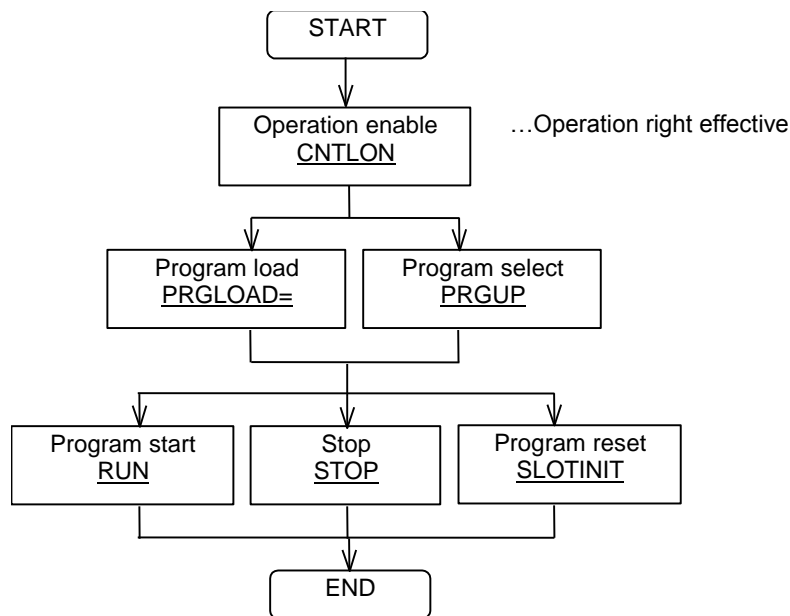 START
Operation enable
CNTLON
…Operation right effective
Program load
PRGLOAD=
Program select
PRGUP
Program start
RUN
Stop
STOP
Program reset
SLOTINIT
END